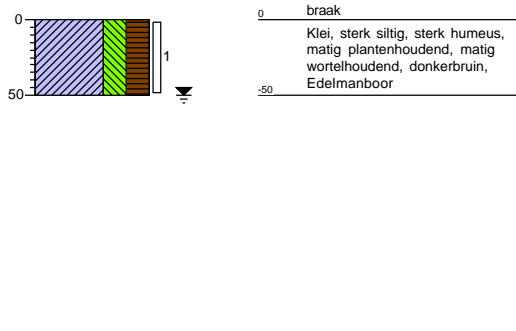 0
50
1
0
braak
Klei, sterk siltig, sterk humeus,
matig plantenhoudend, matig
wortelhoudend, donkerbruin,
Edelmanboor
-50